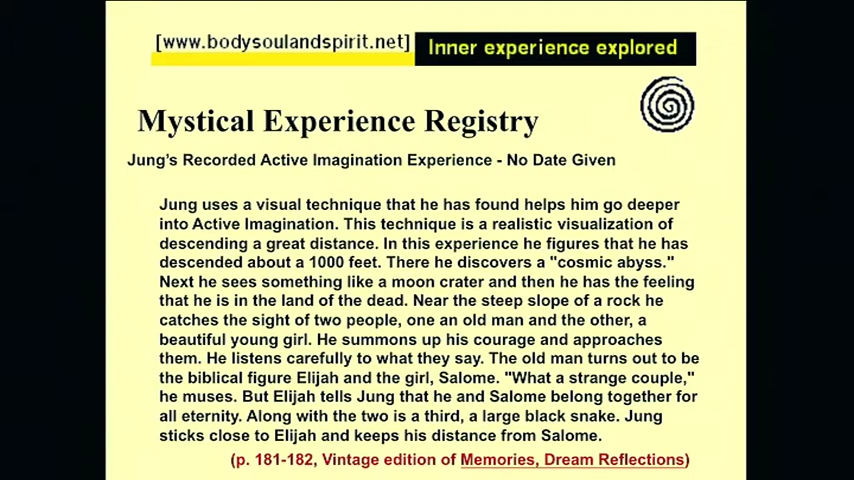 [www.bodysoulandspirit.net] Inner experience explored
Mystical Experience Registry
Jung's Recorded Active Imagination Experience - No Date Given
Jung uses a visual technique that he has found helps him go deeper
into Active Imagination. This technique is a realistic visualization of
descending a great distance. In this experience he figures that he has
descended about a 1000 feet. There he discovers a "cosmic abyss."
Next he sees something like a moon crater and then he has the feeling
that he is in the land of the dead. Near the steep slope of a rock he
catches the sight of two people, one an old man and the other, a
beautiful young girl. He summons up his courage and approaches
them. He listens carefully to what they say. The old man turns out to be
the biblical figure Elijah and the girl, Salome. "What a strange couple,"
he muses. But Elijah tells Jung that he and Salome belong together for
all eternity. Along with the two is a third, a large black snake. Jung
sticks close to Elijah and keeps his distance from Salome.
(p. 181-182, Vintage edition of Memories, Dream Reflections)